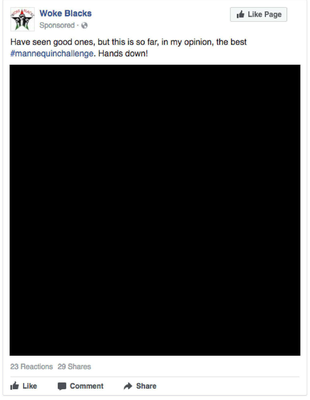 Woke Blacks
Sponsored ·
Like Page
Have seen good ones, but this is so far, in my opinion, the best
#mannequinchallenge. Hands down!
23 Reactions 29 Shares
Like Comment Share